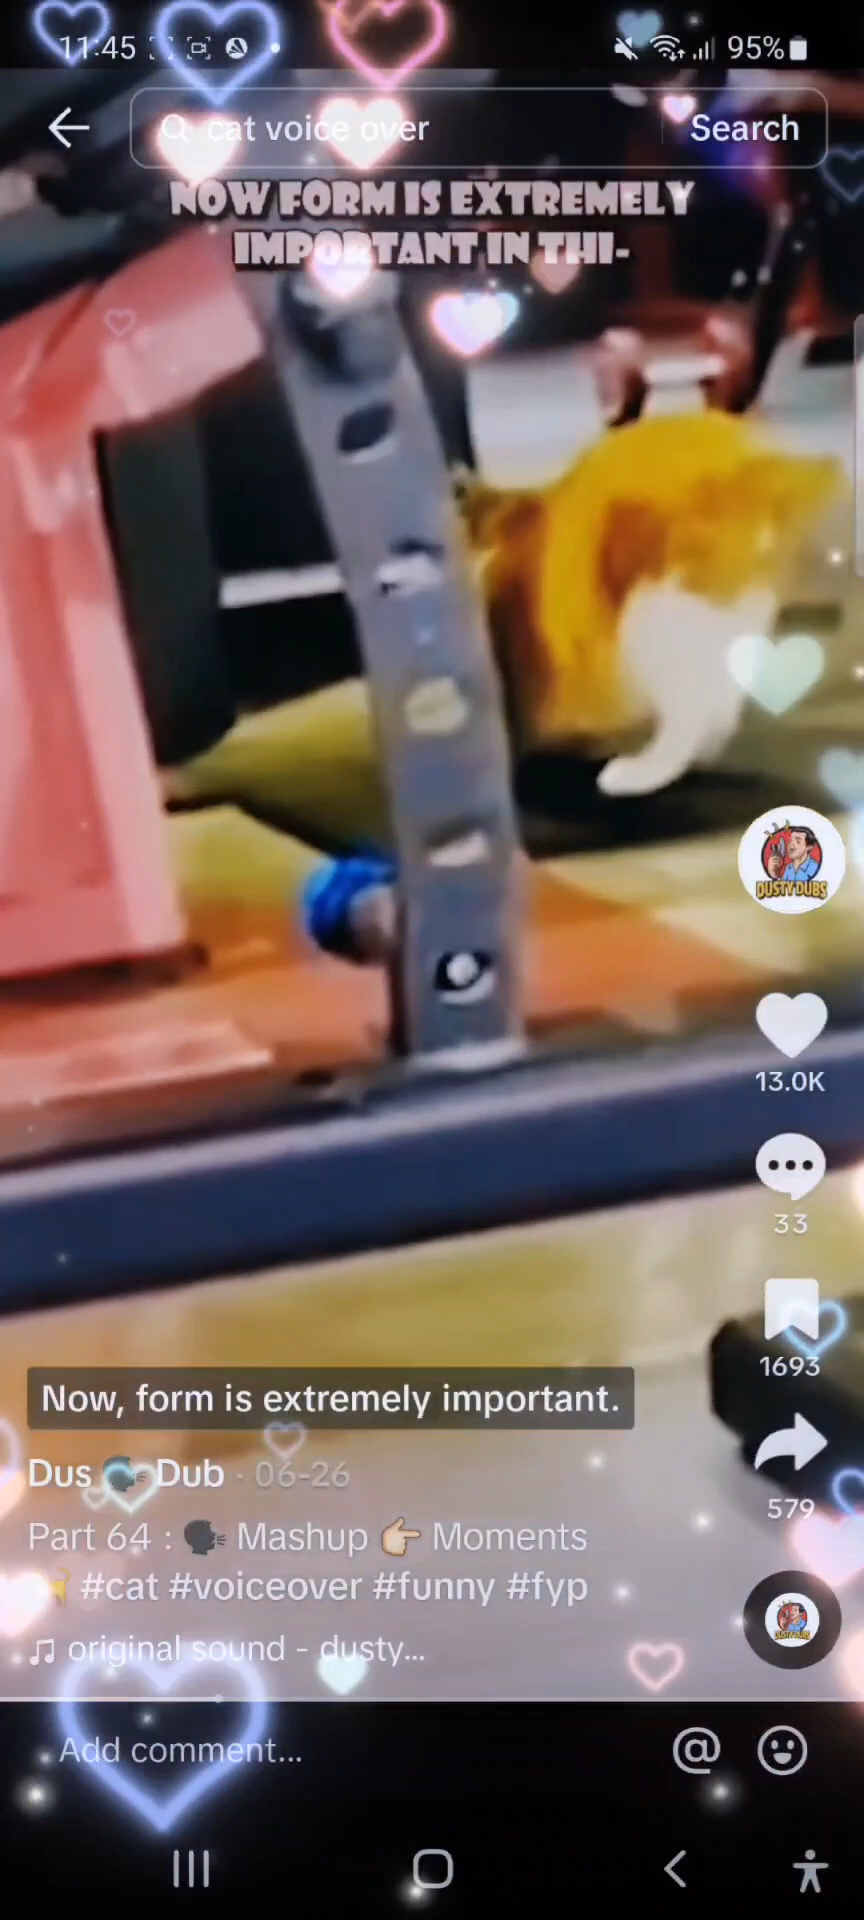 11:45
95%
cat voice over
Search
NOW FORM IS EXTREMELY
IMPORTANT IN THI-
DUSTY DUBS
13.0K
33
1693
Now, form is extremely important.
Dus 🗣 Dub · 06-26
579
Part 64 : 🗣 Mashup 👉 Moments
#cat #voiceover #funny #fyp
original sound - dusty...
Add comment...
@